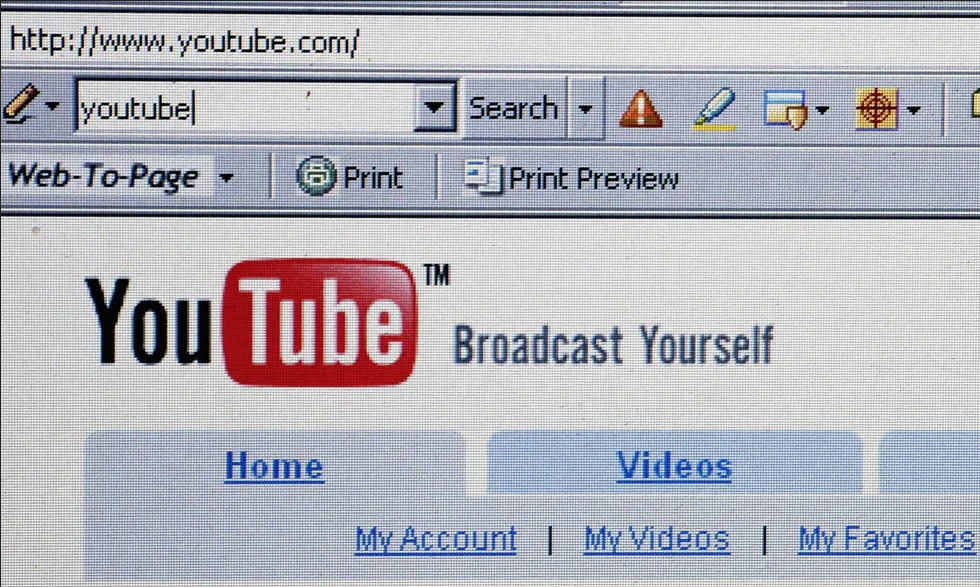 http://www.youtube.com/
youtube Search
Web-To-Page Print Print Preview
YouTube™ Broadcast Yourself
Home Videos
My Account | My Videos | My Favorites